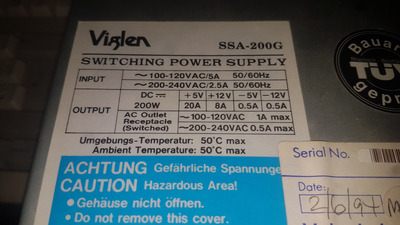 Viglen SSA-200G
SWITCHING POWER SUPPLY
INPUT ~100-120VAC/5A 50/60Hz
~200-240VAC/2.5A 50/60Hz
OUTPUT DC +5V +12V -5V -12V
200W 20A 8A 0.5A 0.5A
AC Outlet Receptacle (Switched) ~100-120VAC 1A max
~200-240VAC 0.5A max
Umgebungs-Temperatur: 50°C max
Ambient Temperature: 50°C max
ACHTUNG Gefährliche Spannunge
CAUTION Hazardous Area!
• Gehäuse nicht öffnen.
• Do not remove this cover.
Bauar
TÜV
gepr
Serial No.
Date:
2/6/97